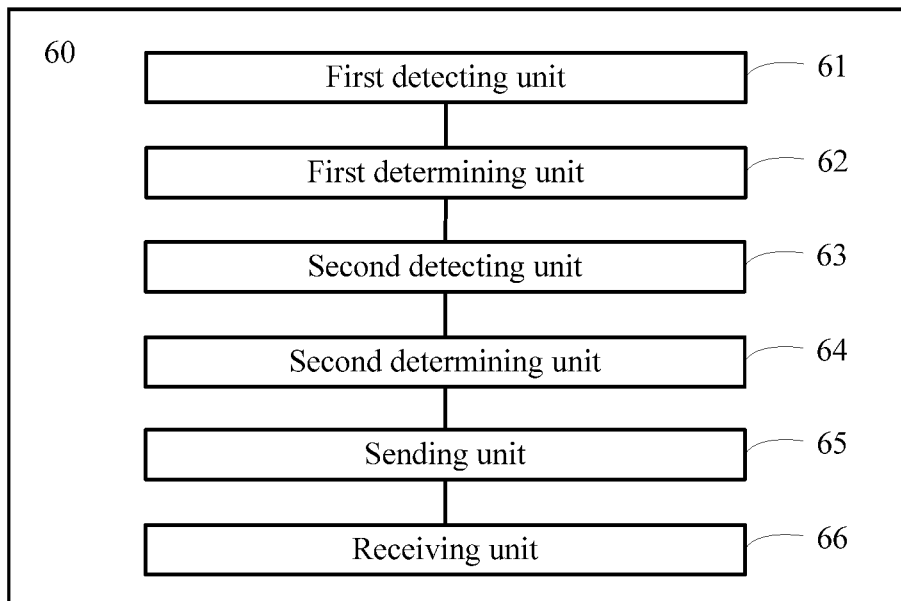 60
First detecting unit 61
First determining unit 62
Second detecting unit 63
Second determining unit 64
Sending unit 65
Receiving unit 66